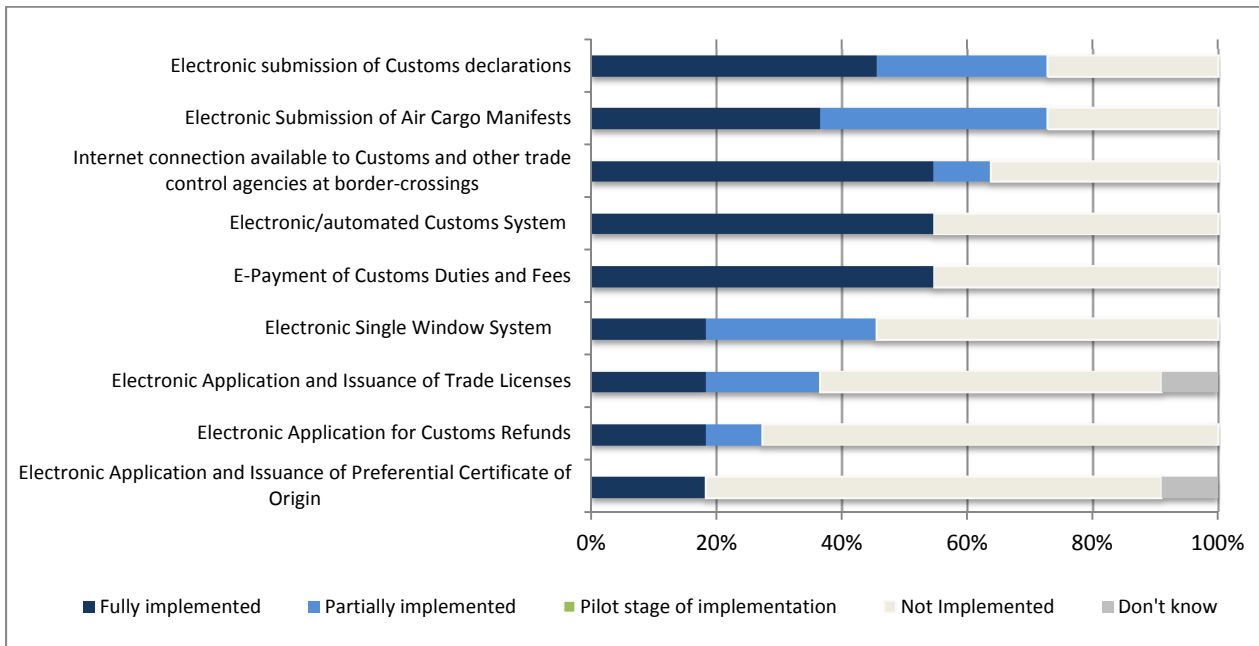 Electronic submission of Customs declarations
Electronic Submission of Air Cargo Manifests
Internet connection available to Customs and other trade
control agencies at border-crossings
Electronic/automated Customs System
E-Payment of Customs Duties and Fees
Electronic Single Window System
Electronic Application and Issuance of Trade Licenses
Electronic Application for Customs Refunds
Electronic Application and Issuance of Preferential Certificate of
Origin
0% 20% 40% 60% 80% 100%
Fully implemented Partially implemented Pilot stage of implementation Not Implemented Don't know